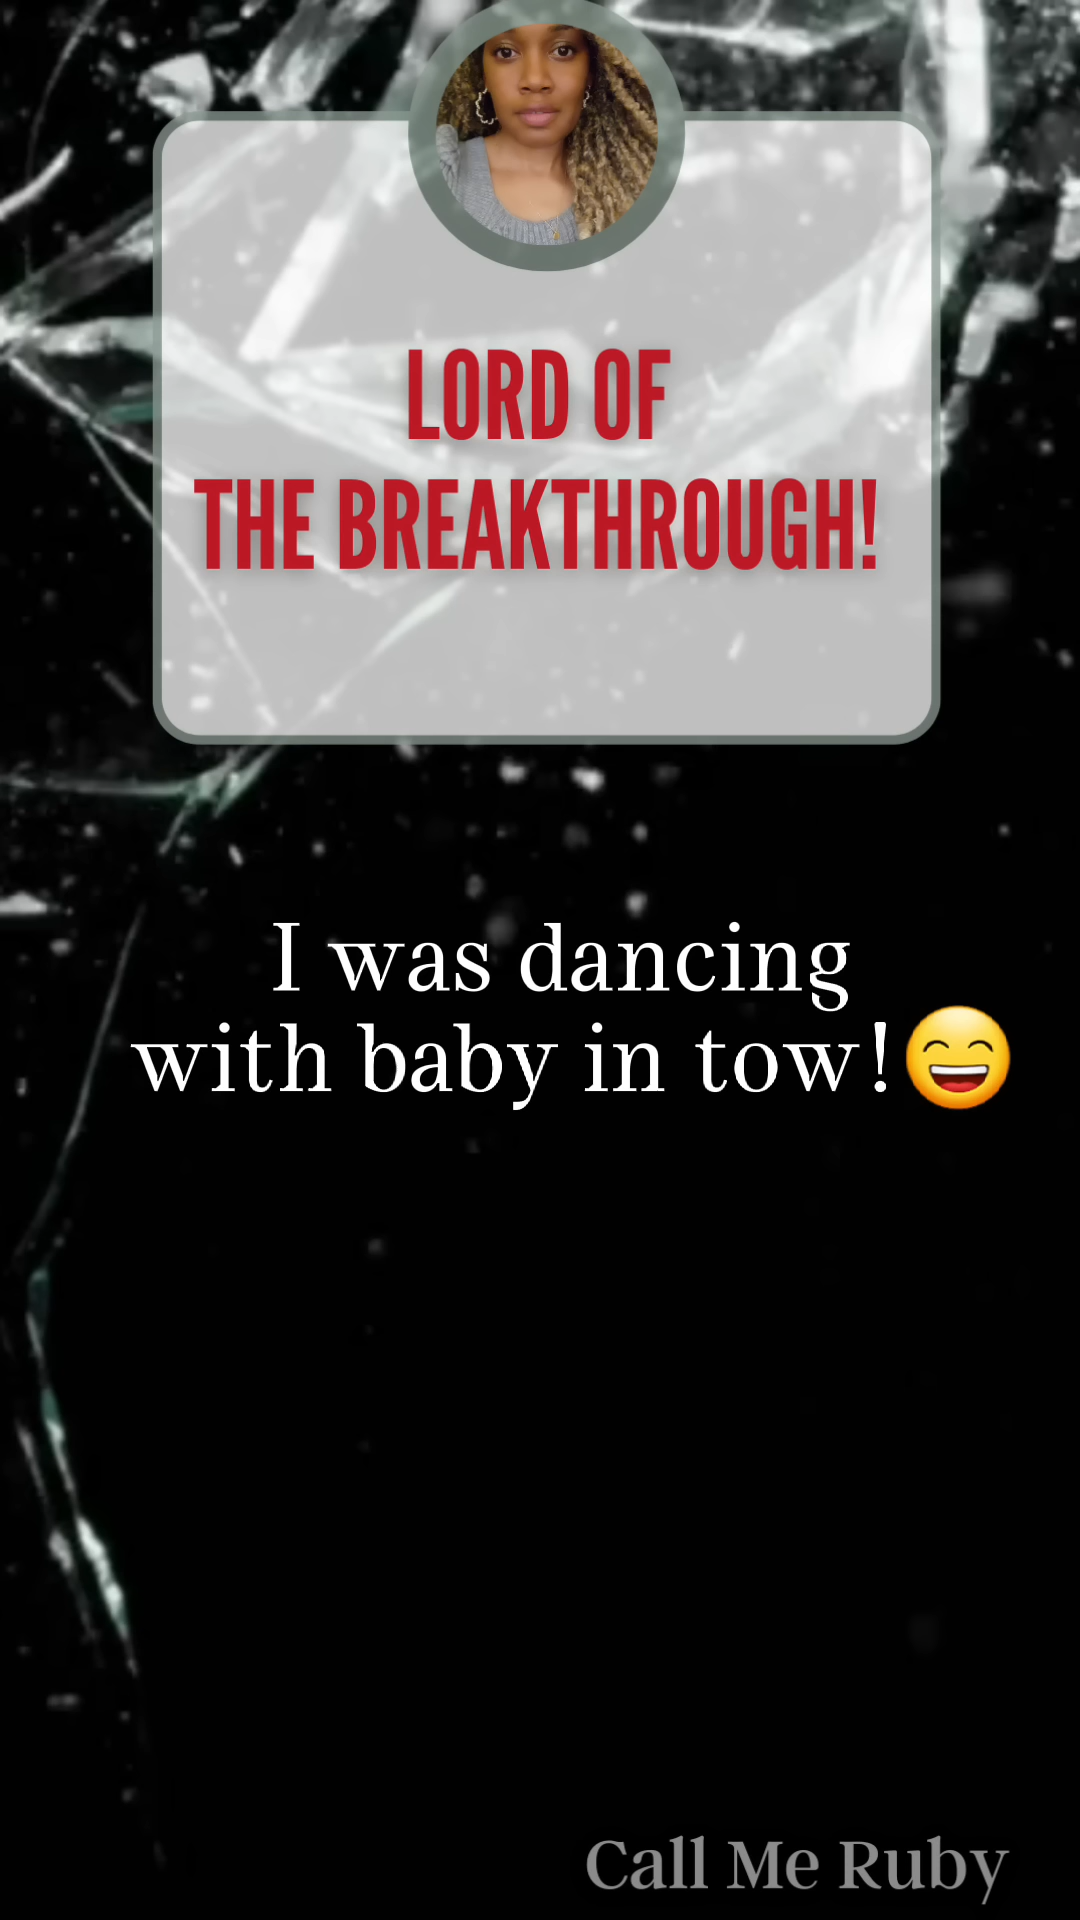 LORD OF
THE BREAKTHROUGH!
I was dancing
with baby in tow!😄
Call Me Ruby